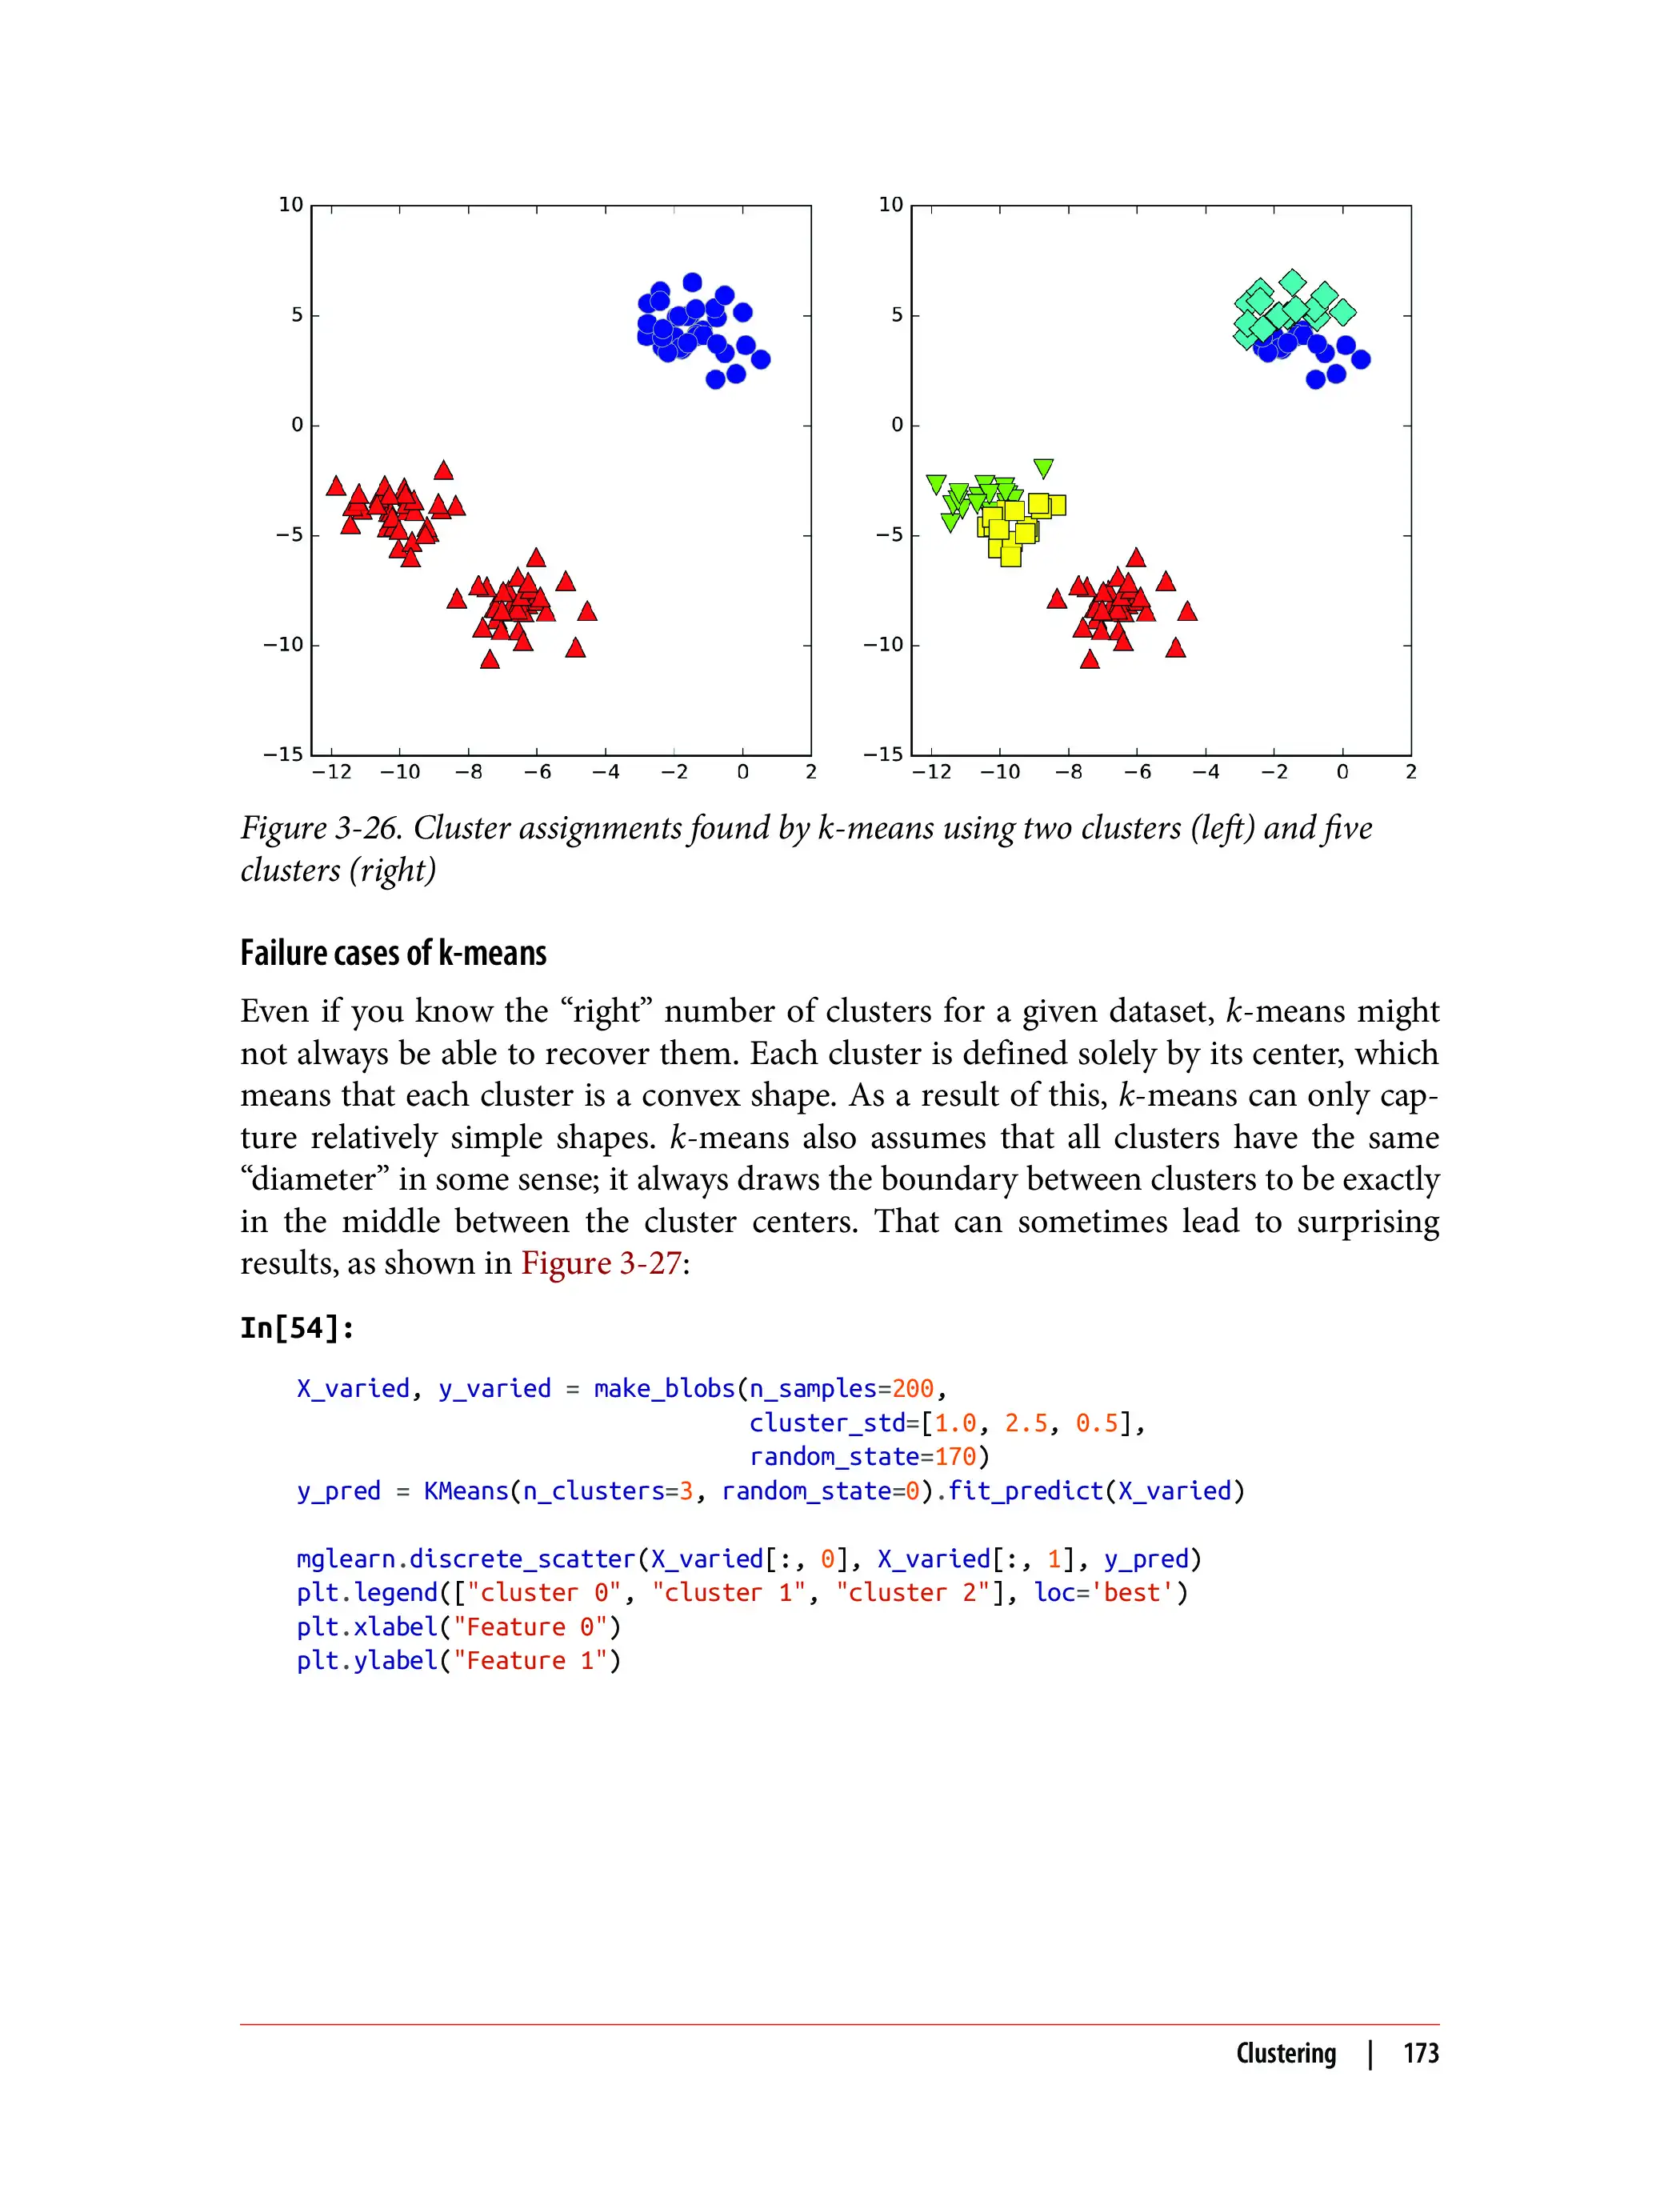 10
5
0
−5
−10
−15
−12 −10 −8 −6 −4 −2 0 2
10
5
0
−5
−10
−15
−12 −10 −8 −6 −4 −2 0 2
Figure 3-26. Cluster assignments found by k-means using two clusters (left) and five
clusters (right)
Failure cases of k-means
Even if you know the “right” number of clusters for a given dataset, k-means might
not always be able to recover them. Each cluster is defined solely by its center, which
means that each cluster is a convex shape. As a result of this, k-means can only cap-
ture relatively simple shapes. k-means also assumes that all clusters have the same
“diameter” in some sense; it always draws the boundary between clusters to be exactly
in the middle between the cluster centers. That can sometimes lead to surprising
results, as shown in Figure 3-27:
In[54]:
X_varied, y_varied = make_blobs(n_samples=200,
cluster_std=[1.0, 2.5, 0.5],
random_state=170)
y_pred = KMeans(n_clusters=3, random_state=0).fit_predict(X_varied)
mglearn.discrete_scatter(X_varied[:, 0], X_varied[:, 1], y_pred)
plt.legend(["cluster 0", "cluster 1", "cluster 2"], loc='best')
plt.xlabel("Feature 0")
plt.ylabel("Feature 1")
Clustering | 173